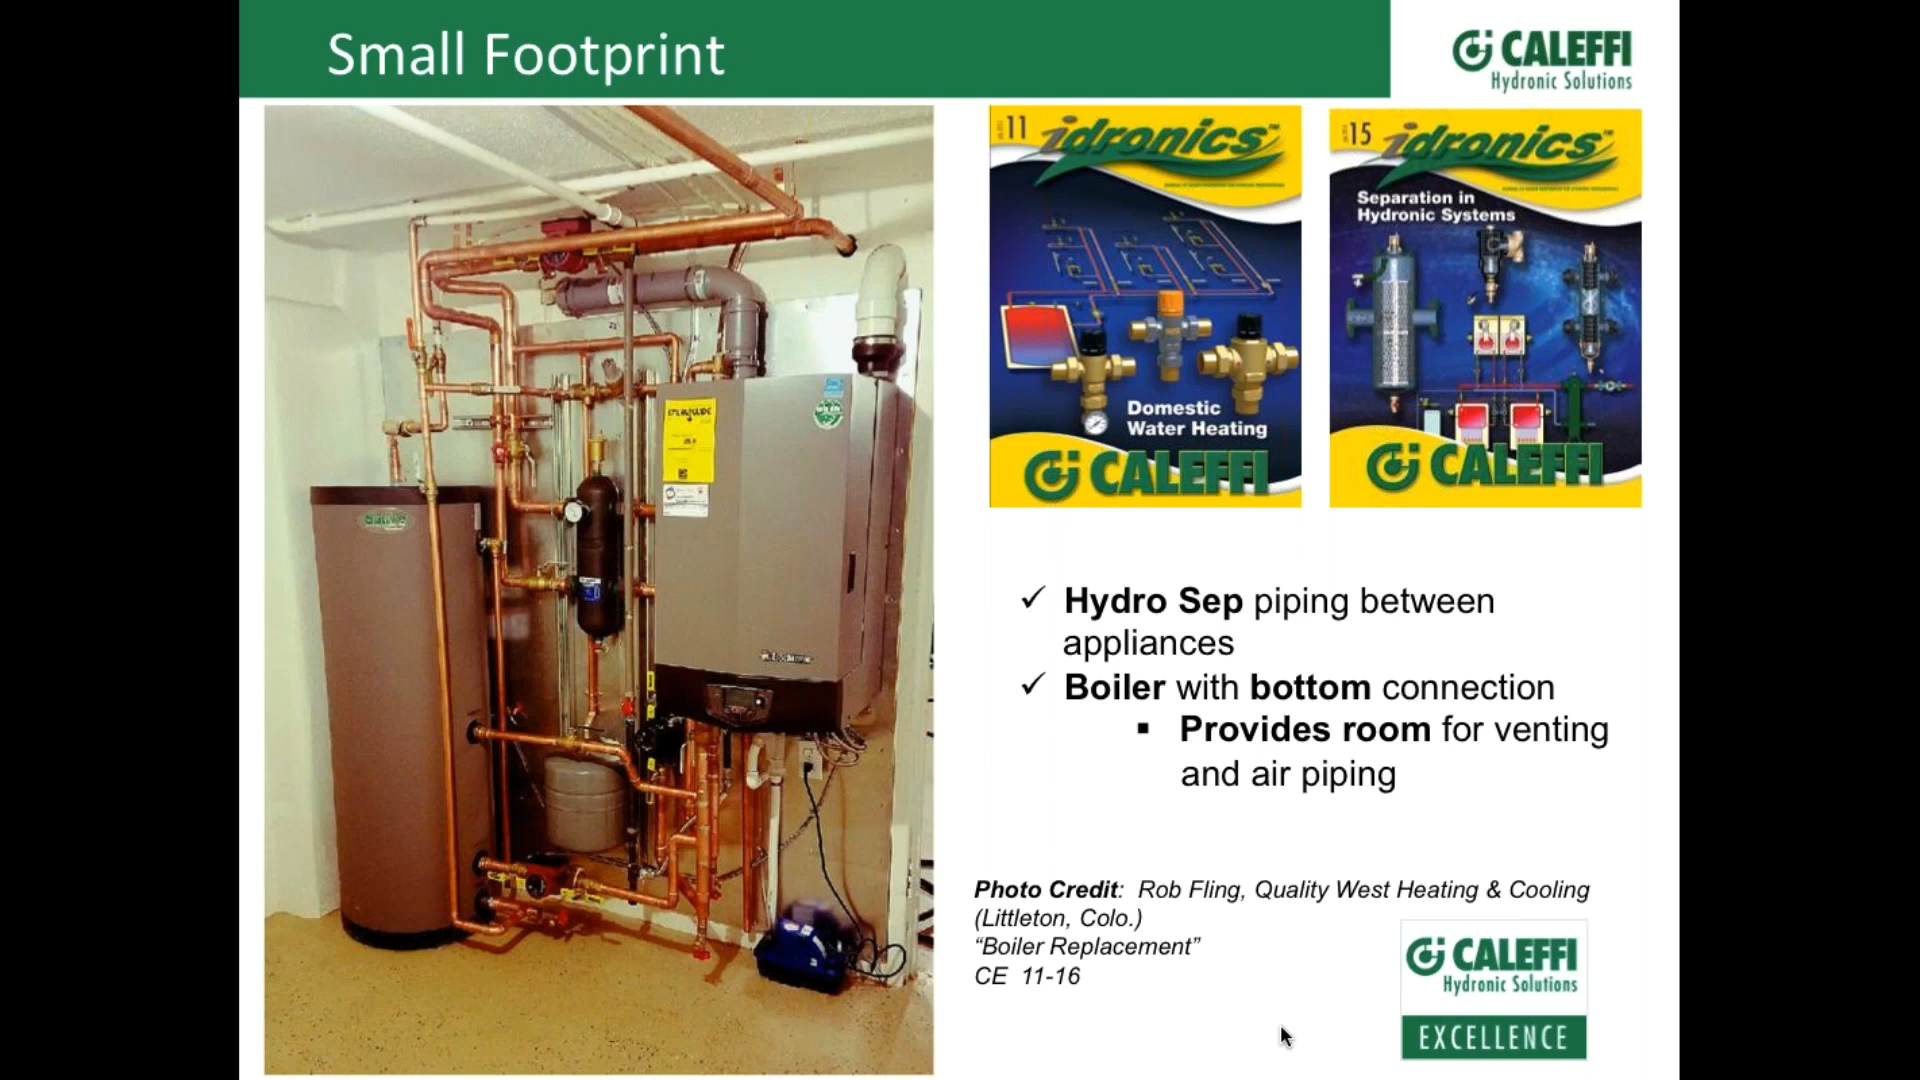 Small Footprint
CALEFFI
Hydronic Solutions
11
idronics™
Domestic
Water Heating
CALEFFI
15
idronics™
Separation in
Hydronic Systems
CALEFFI
✓ Hydro Sep piping between
appliances
✓ Boiler with bottom connection
▪ Provides room for venting
and air piping
Photo Credit: Rob Fling, Quality West Heating & Cooling
(Littleton, Colo.)
“Boiler Replacement”
CE 11-16
CALEFFI
Hydronic Solutions
EXCELLENCE